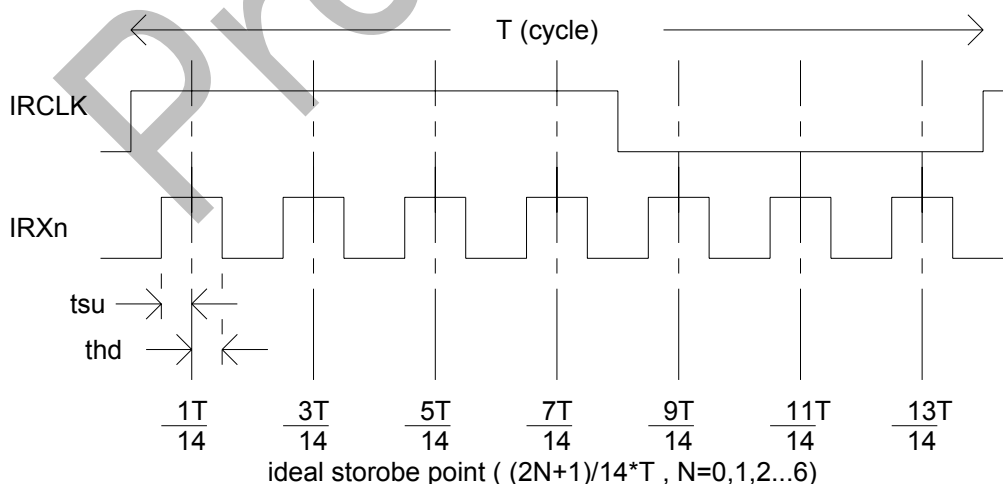 Pre
T (cycle)
IRCLK
IRXn
tsu
thd
1T 3T 5T 7T 9T 11T 13T
14 14 14 14 14 14 14
ideal storobe point ( (2N+1)/14*T , N=0,1,2...6)